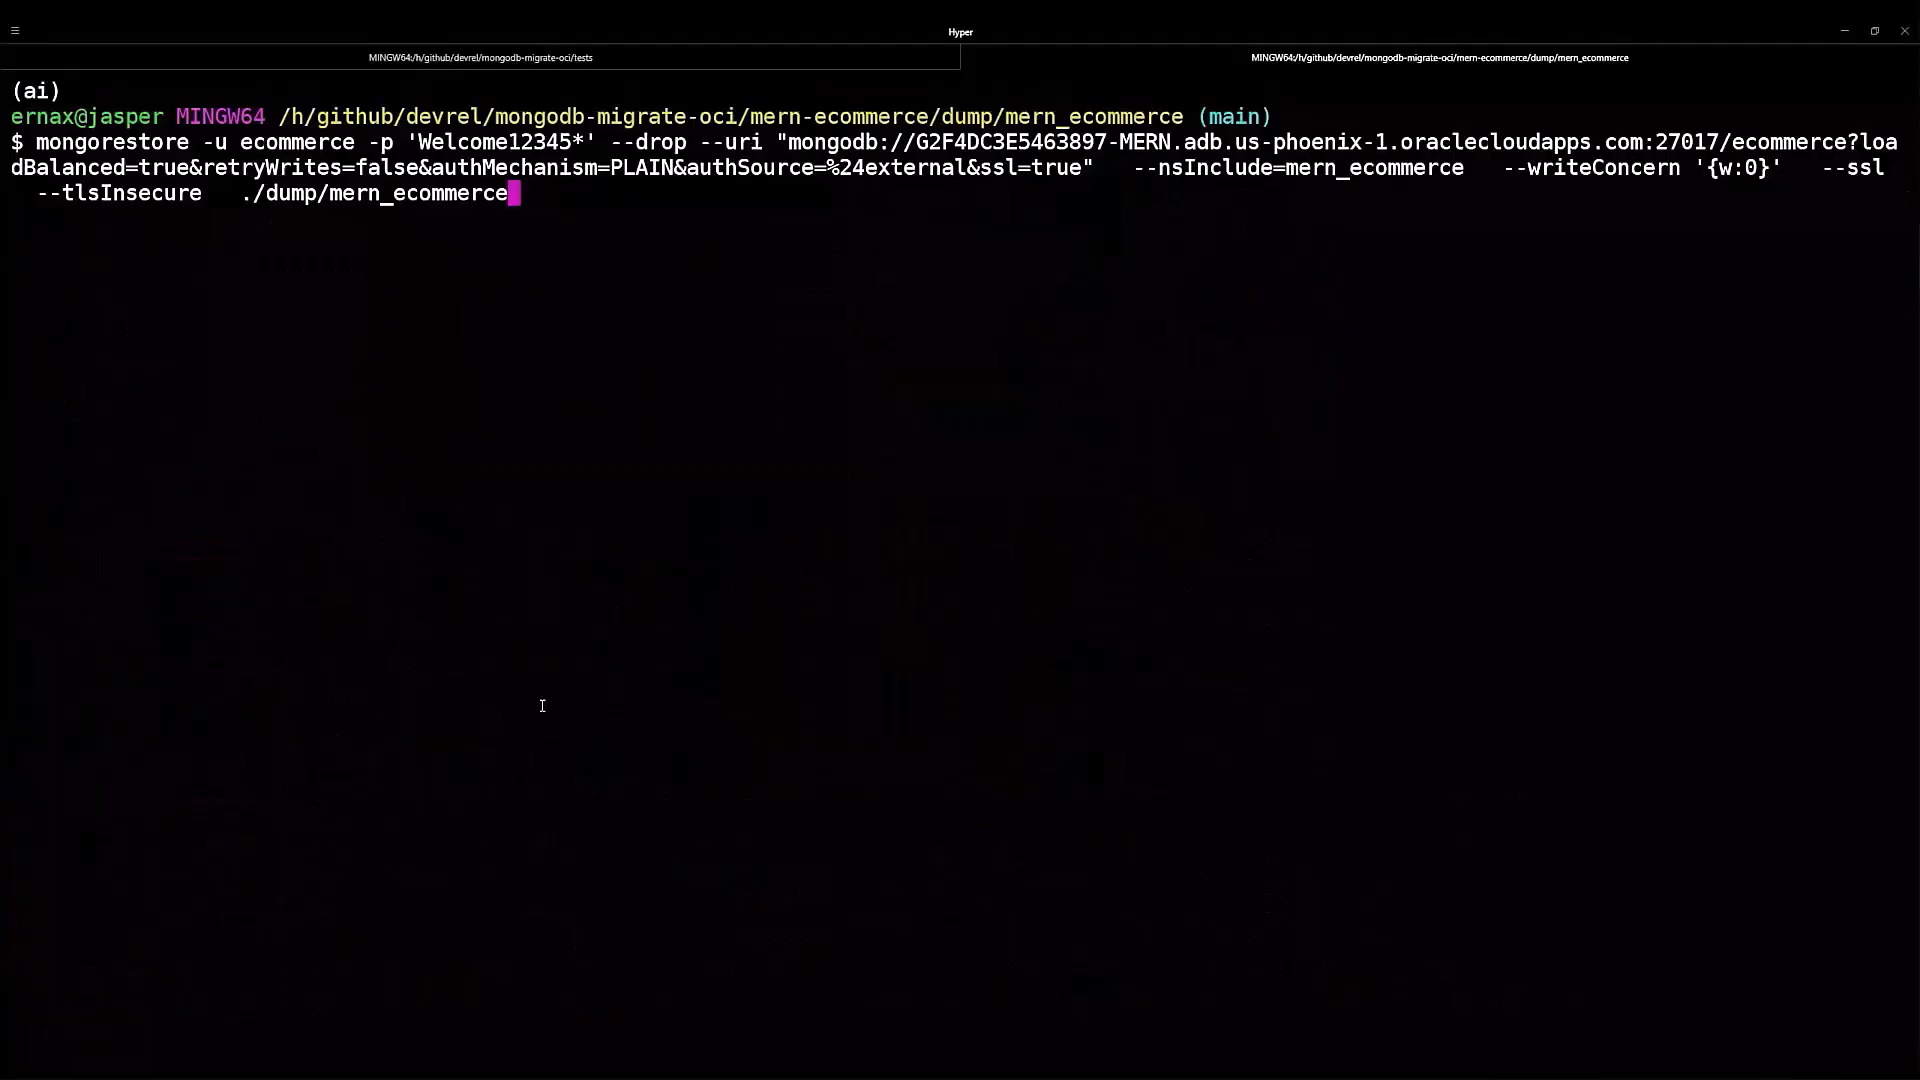 Hyper
MINGW64:/h/github/devrel/mongodb-migrate-oci/tests
MINGW64:/h/github/devrel/mongodb-migrate-oci/mern-ecommerce/dump/mern_ecommerce
(ai)
ernax@jasper MINGW64 /h/github/devrel/mongodb-migrate-oci/mern-ecommerce/dump/mern_ecommerce (main)
$ mongorestore -u ecommerce -p 'Welcome12345*' --drop --uri "mongodb://G2F4DC3E5463897-MERN.adb.us-phoenix-1.oraclecloudapps.com:27017/ecommerce?loa
dBalanced=true&retryWrites=false&authMechanism=PLAIN&authSource=%24external&ssl=true"   --nsInclude=mern_ecommerce   --writeConcern '{w:0}'   --ssl
  --tlsInsecure   ./dump/mern_ecommerce